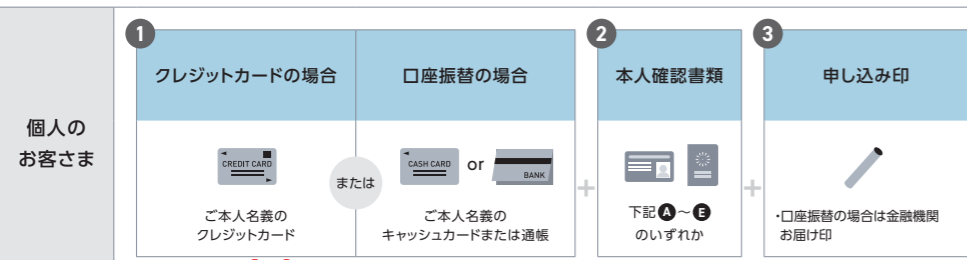 個人の
お客さま
1
クレジットカードの場合
CREDIT CARD
ご本人名義の
クレジットカード
または
口座振替の場合
CASH CARD
or
BANK
ご本人名義の
キャッシュカードまたは通帳
+
2
本人確認書類
下記A～E
のいずれか
+
3
申し込み印
・口座振替の場合は金融機関
お届け印